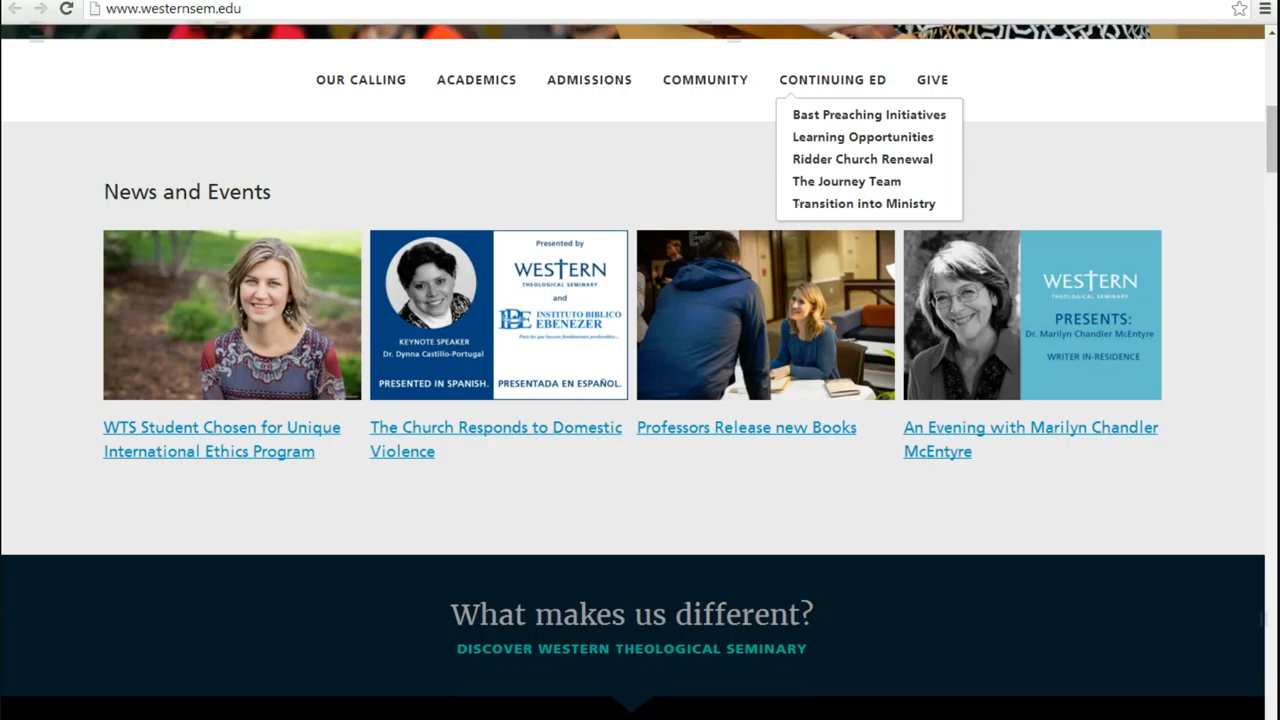 www.westernsem.edu
OUR CALLING ACADEMICS ADMISSIONS COMMUNITY CONTINUING ED GIVE
Bast Preaching Initiatives
Learning Opportunities
Ridder Church Renewal
The Journey Team
Transition into Ministry
News and Events
KEYNOTE SPEAKER
Dr. Dynna Castillo-Portugal
PRESENTED IN SPANISH.
Presented by
WESTERN
THEOLOGICAL SEMINARY
and
INSTITUTO BIBLICO
EBENEZER
PRESENTADA EN ESPAÑOL.
WESTERN
THEOLOGICAL SEMINARY
PRESENTS:
Dr. Marilyn Chandler McEntyre
WRITER IN-RESIDENCE
WTS Student Chosen for Unique
International Ethics Program
The Church Responds to Domestic
Violence
Professors Release new Books
An Evening with Marilyn Chandler
McEntyre
What makes us different?
DISCOVER WESTERN THEOLOGICAL SEMINARY